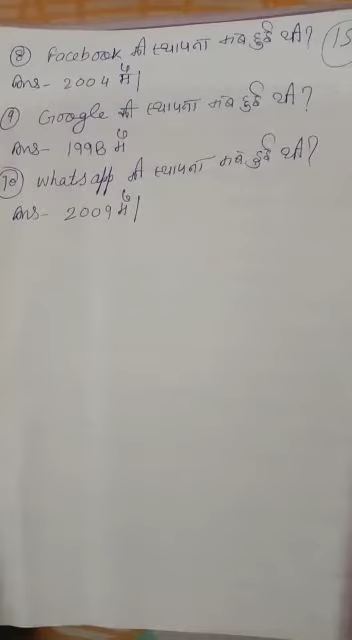 (15
⑧ Facebook की स्थापना कब हुई थी?
Ans- 2004 में|
⑨ Google की स्थापना कब हुई थी?
Ans- 1998 में
⑩ Whatsapp की स्थापना कब हुई थी?
Ans- 2009 में|